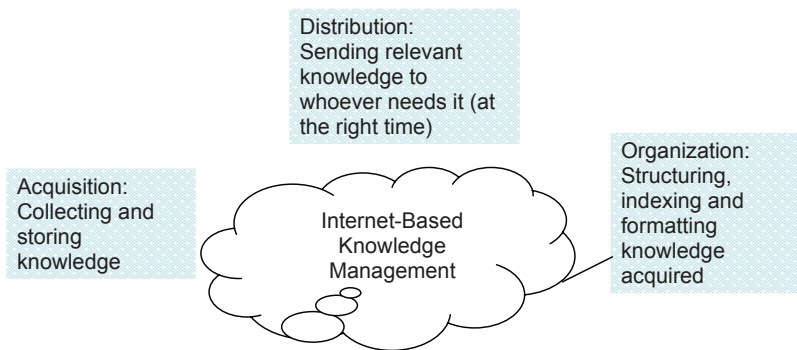 Distribution:
Sending relevant
knowledge to
whoever needs it (at
the right time)
Acquisition:
Collecting and
storing
knowledge
Internet-Based
Knowledge
Management
Organization:
Structuring,
indexing and
formatting
knowledge
acquired